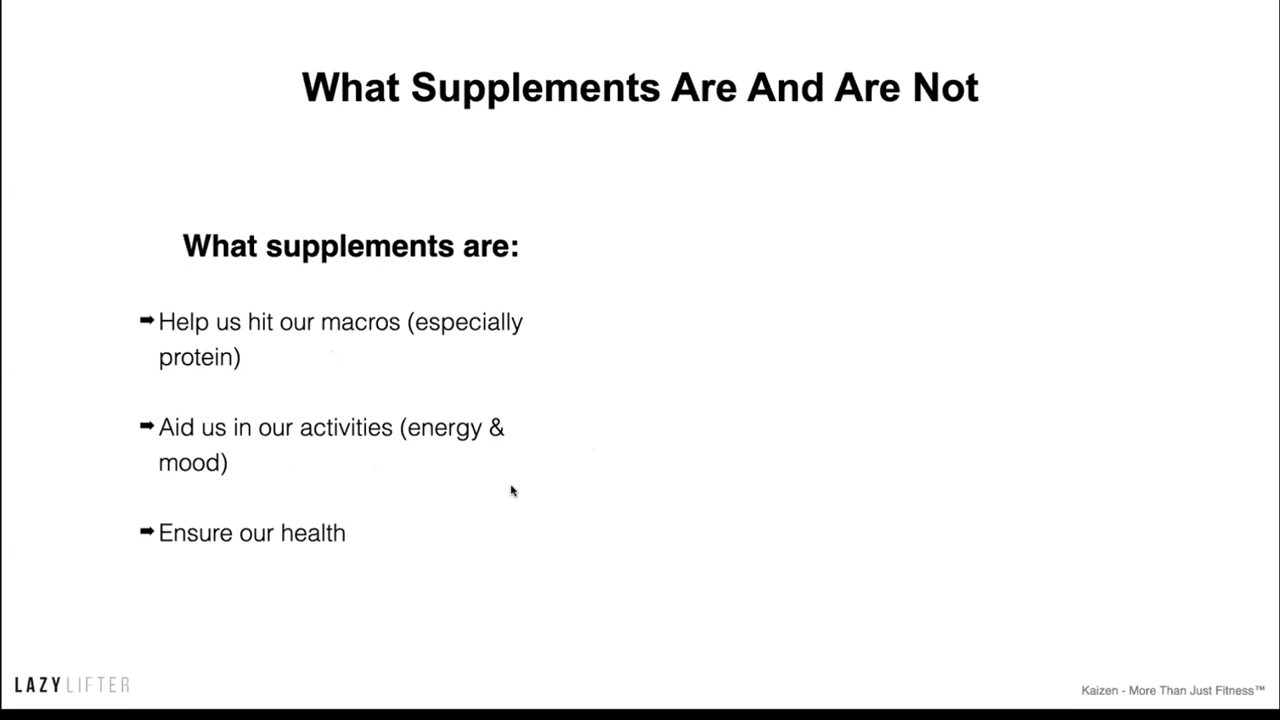 What Supplements Are And Are Not
What supplements are:
➡Help us hit our macros (especially
protein)
➡Aid us in our activities (energy &
mood)
➡Ensure our health
LAZYLIFTER
Kaizen - More Than Just Fitness™